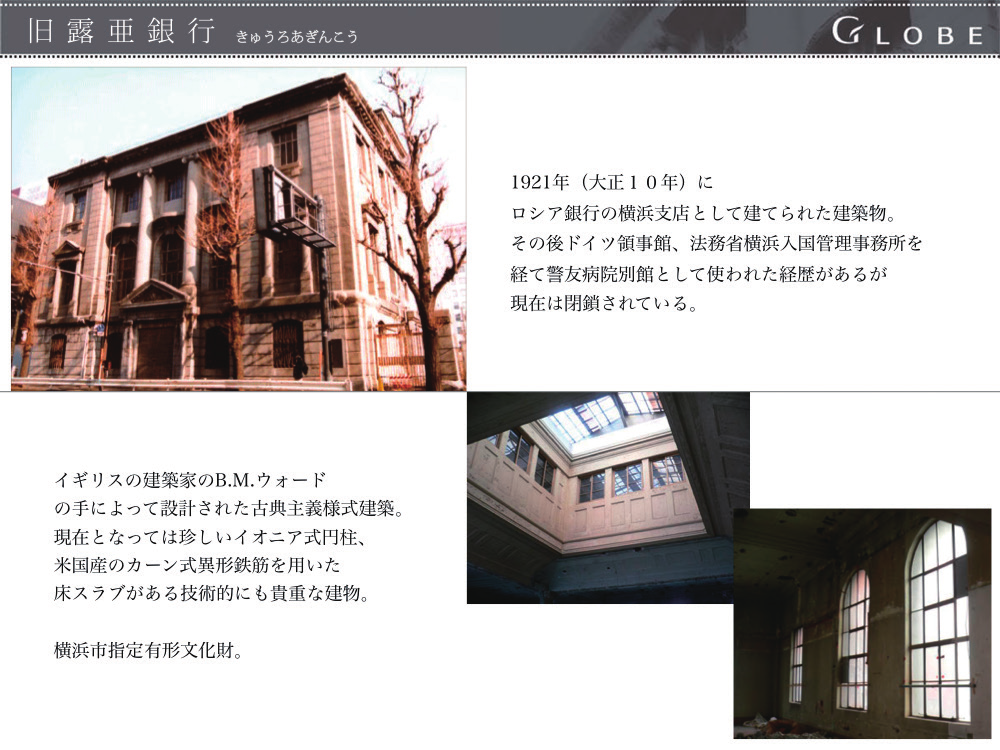 旧露亜銀行 きゅうろあぎんこう
GLOBE
1921年（大正１０年）に
ロシア銀行の横浜支店として建てられた建築物。
その後ドイツ領事館、法務省横浜入国管理事務所を
経て警友病院別館として使われた経歴があるが
現在は閉鎖されている。
イギリスの建築家のB.M.ウォード
の手によって設計された古典主義様式建築。
現在となっては珍しいイオニア式円柱、
米国産のカーン式異形鉄筋を用いた
床スラブがある技術的にも貴重な建物。
横浜市指定有形文化財。